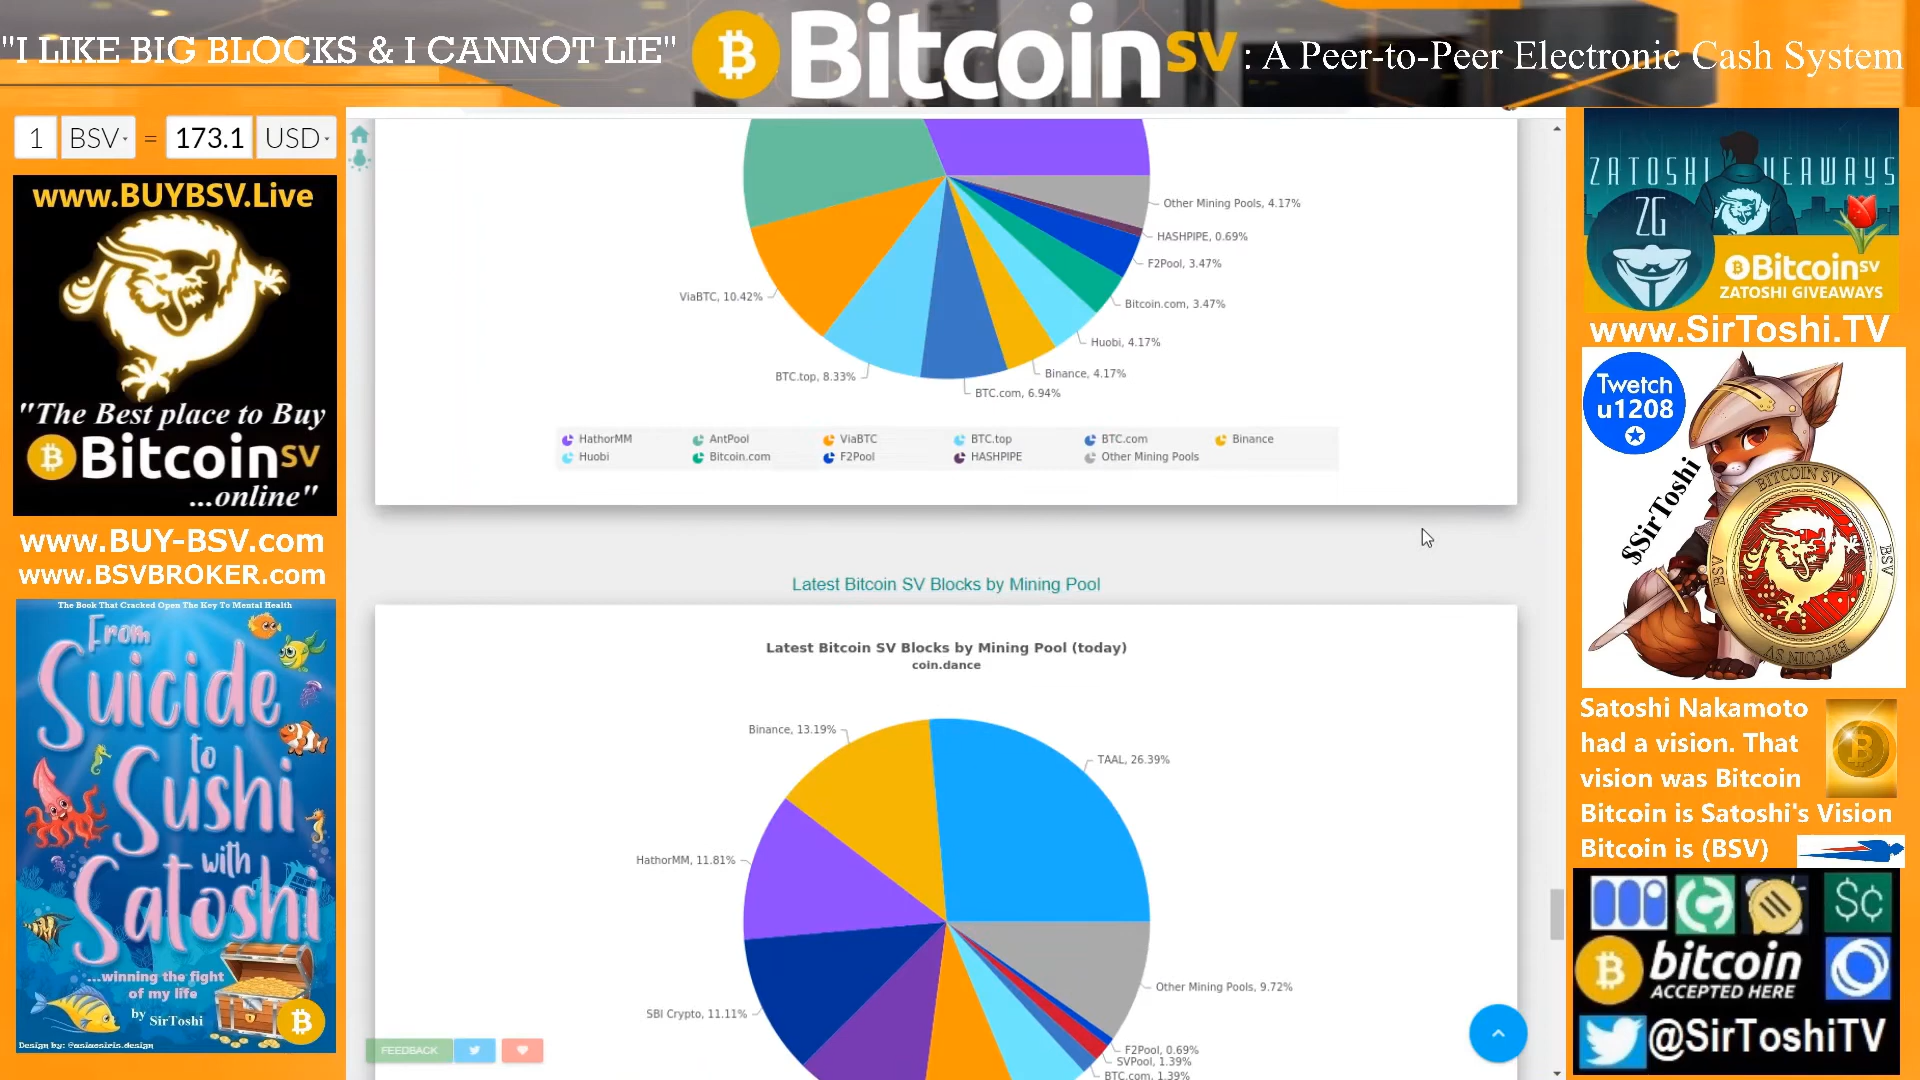 "I LIKE BIG BLOCKS & I CANNOT LIE"
Bitcoin SV : A Peer-to-Peer Electronic Cash System
1 BSV = 173.1 USD
www.BUYBSV.Live
"The Best place to Buy
Bitcoin SV
...online"
www.BUY-BSV.com
www.BSVBROKER.com
The Book That Cracked Open The Key To Mental Health
From
Suicide
to
Sushi
with
Satoshi
...winning the fight
of my life
by SirToshi
Design by: @asiaosiris.design
Other Mining Pools, 4.17%
HASHPIPE, 0.69%
F2Pool, 3.47%
ViaBTC, 10.42%
Bitcoin.com, 3.47%
Huobi, 4.17%
BTC.top, 8.33%
Binance, 4.17%
BTC.com, 6.94%
HathorMM AntPool ViaBTC BTC.top BTC.com Binance
Huobi Bitcoin.com F2Pool HASHPIPE Other Mining Pools
Latest Bitcoin SV Blocks by Mining Pool
Latest Bitcoin SV Blocks by Mining Pool (today)
coin.dance
Binance, 13.19%
TAAL, 26.39%
HathorMM, 11.81%
Other Mining Pools, 9.72%
SBI Crypto, 11.11%
F2Pool, 0.69%
SVPool, 1.39%
BTC.com, 1.39%
FEEDBACK
ZG
Bitcoin SV
ZATOSHI GIVEAWAYS
www.SirToshi.TV
Twetch
u1208
$SirToshi
BITCOIN SV
BSV
BSV
BITCOIN SV
Satoshi Nakamoto
had a vision. That
vision was Bitcoin
Bitcoin is Satoshi's Vision
Bitcoin is (BSV)
$¢
bitcoin
ACCEPTED HERE
@SirToshiTV